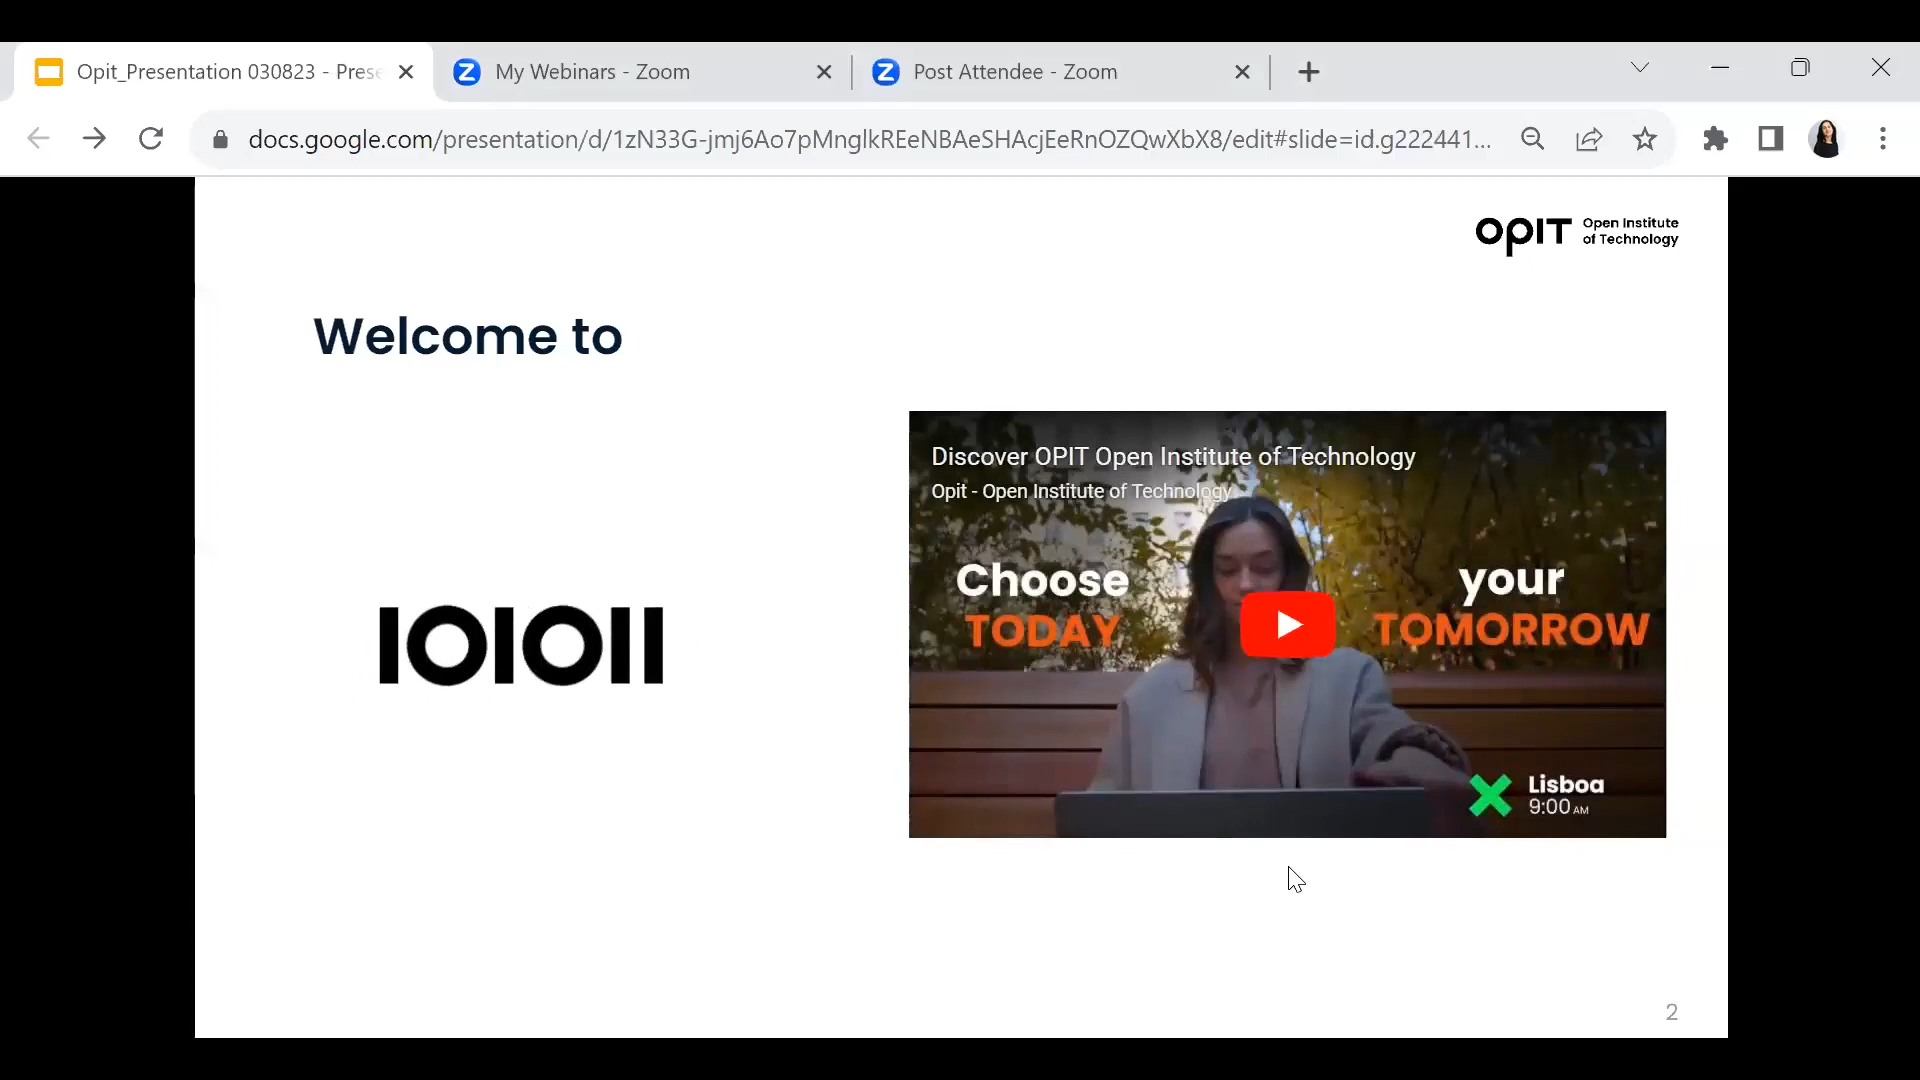 Opit_Presentation 030823 - Prese
My Webinars - Zoom
Post Attendee - Zoom
docs.google.com/presentation/d/1zN33G-jmj6Ao7pMnglkREeNBAeSHAcjEeRnOZQwXbX8/edit#slide=id.g222441...
opIT Open Institute
of Technology
Welcome to
Discover OPIT Open Institute of Technology
Opit - Open Institute of Technology
Choose your
TODAY TOMORROW
IOIOII
Lisboa
9:00 AM
2